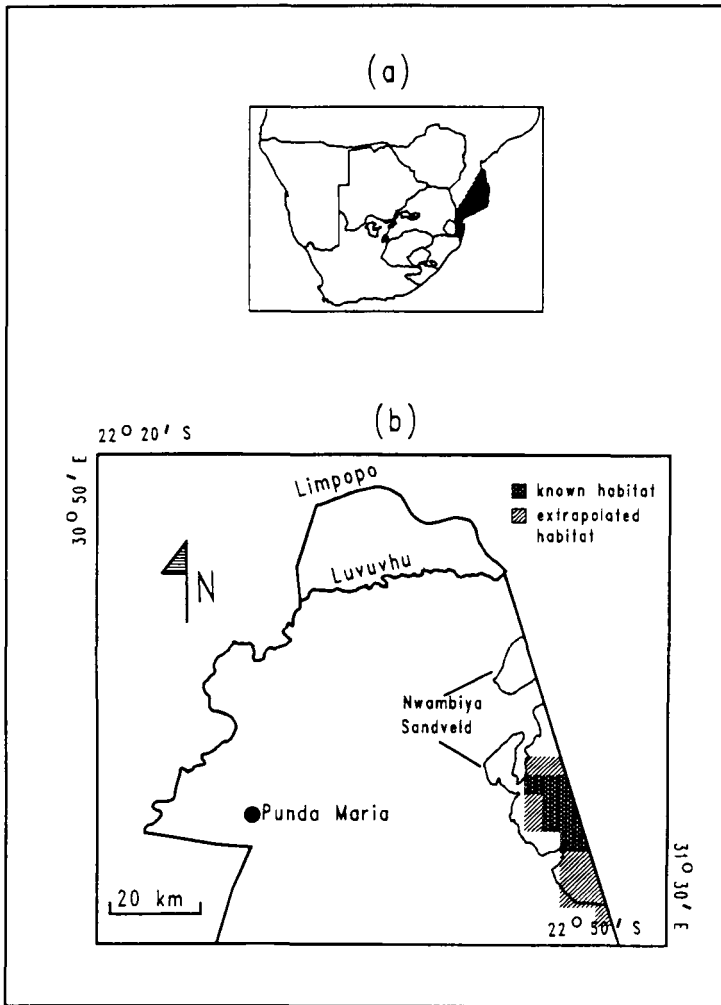 (a)
(b)
22° 20' S
30° 50' E
Limpopo
known habitat
extrapolated
habitat
Luvuvhu
N
Nwambiya
Sandveld
Punda Maria
20 km
31° 30' E
22° 50' S